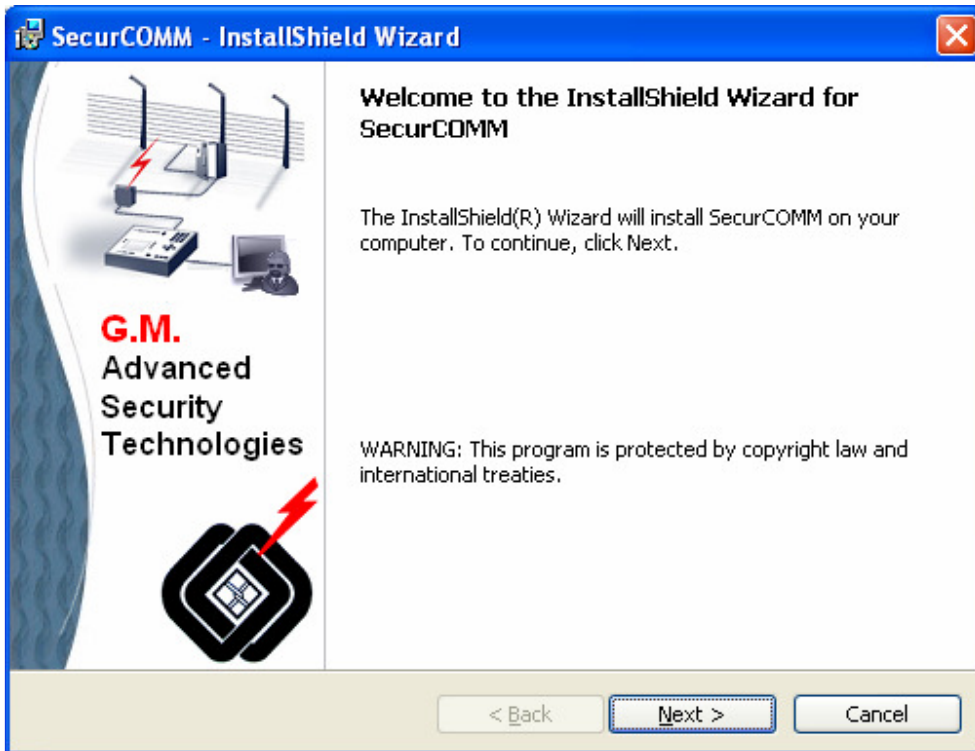 SecurCOMM - InstallShield Wizard
Welcome to the InstallShield Wizard for
SecurCOMM
The InstallShield(R) Wizard will install SecurCOMM on your
computer. To continue, click Next.
G.M.
Advanced
Security
Technologies
WARNING: This program is protected by copyright law and
international treaties.
< Back
Next >
Cancel